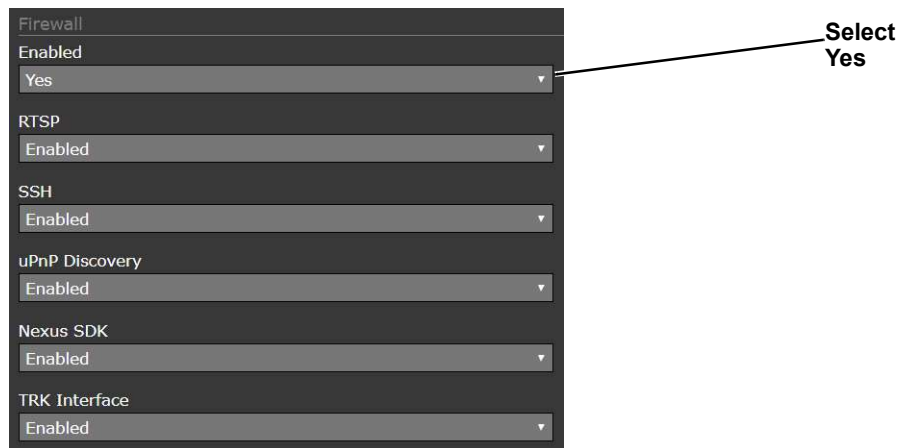 Firewall
Enabled
Yes
Select
Yes
RTSP
Enabled
SSH
Enabled
uPnP Discovery
Enabled
Nexus SDK
Enabled
TRK Interface
Enabled